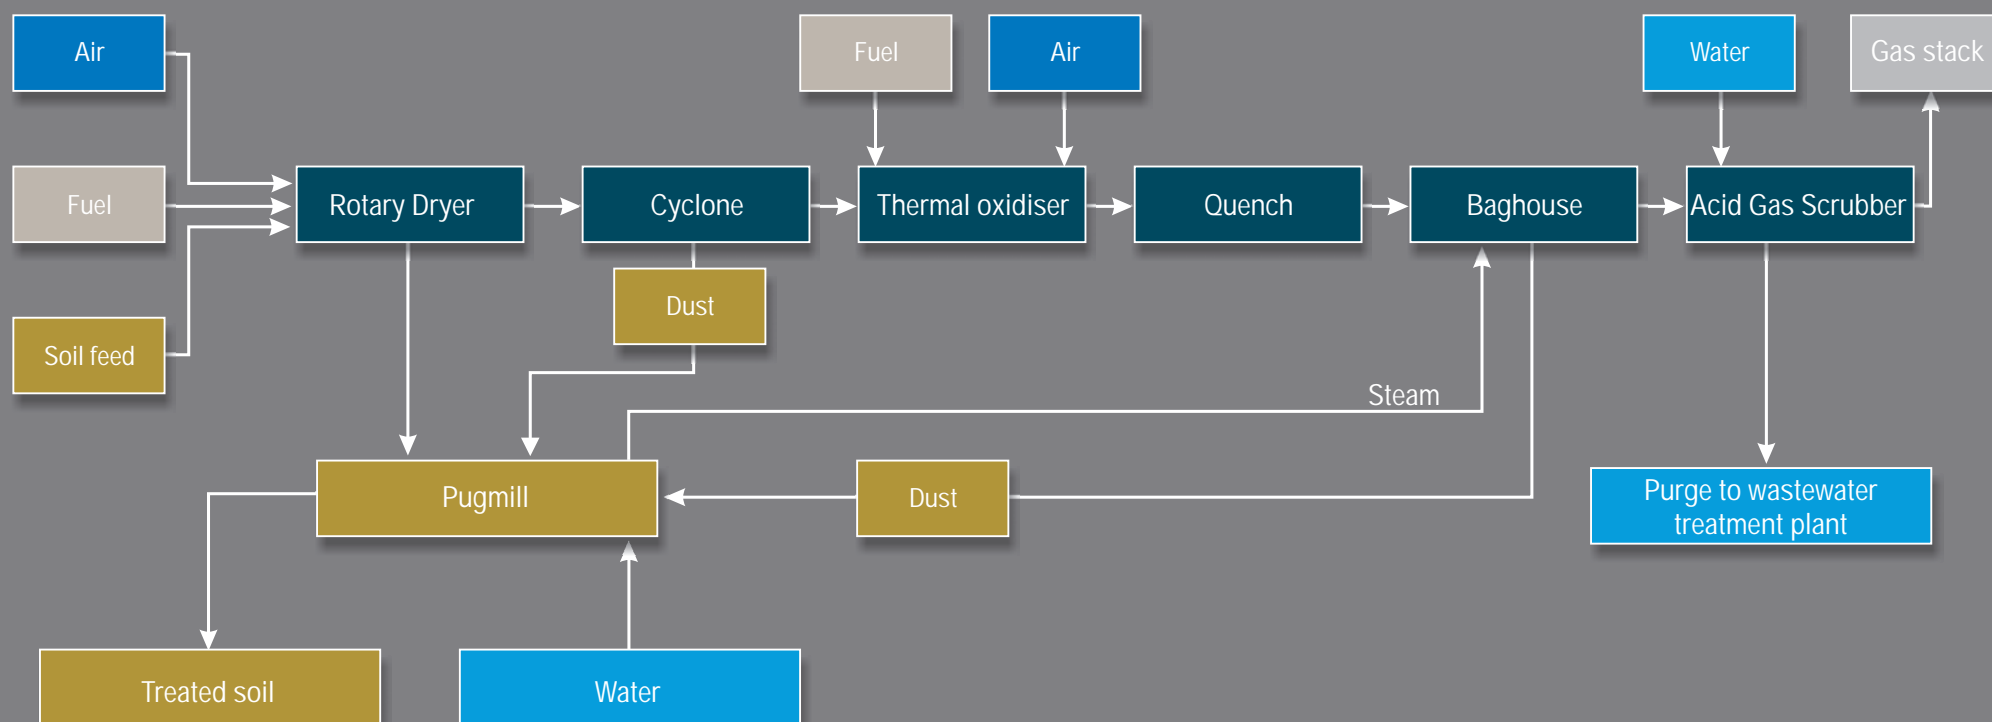 Air
Fuel
Air
Water
Gas stack
Fuel
Rotary Dryer
Cyclone
Thermal oxidiser
Quench
Baghouse
Acid Gas Scrubber
Dust
Soil feed
Steam
Pugmill
Dust
Purge to wastewater
treatment plant
Treated soil
Water